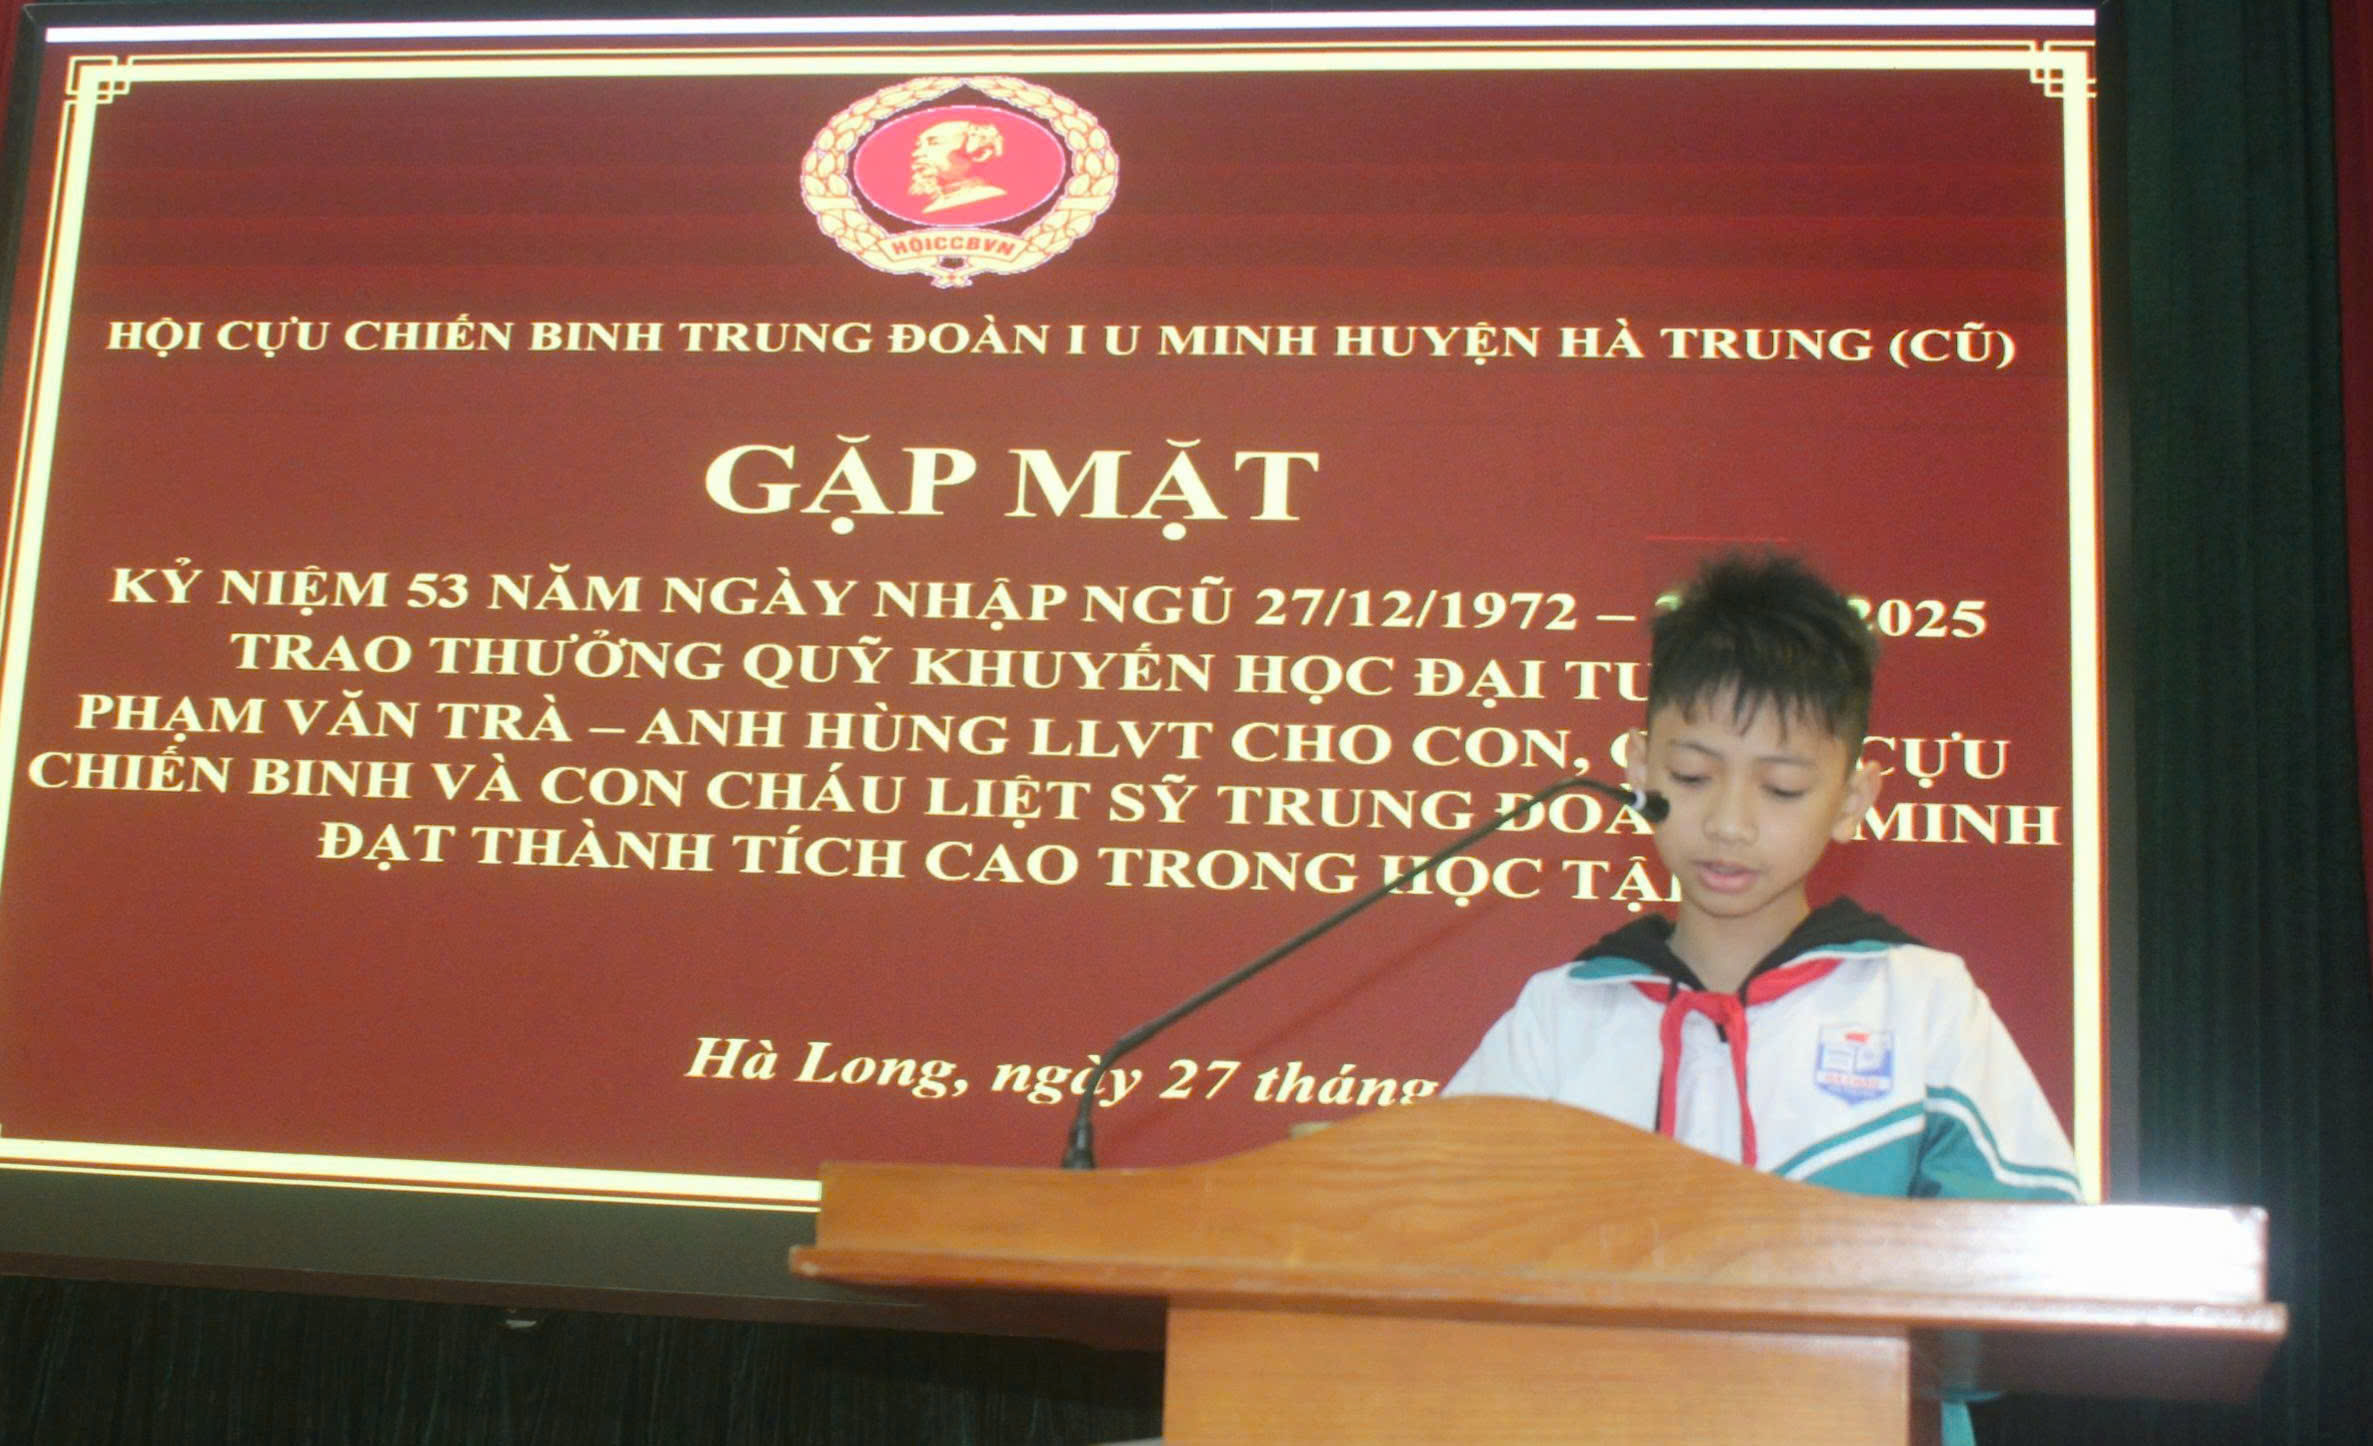 HỘICCBVN
HỘI CỰU CHIẾN BINH TRUNG ĐOÀN I U MINH HUYỆN HÀ TRUNG (CŨ)
GẶP MẶT
KỶ NIỆM 53 NĂM NGÀY NHẬP NGŨ 27/12/1972 – 2025
TRAO THƯỞNG QUỸ KHUYẾN HỌC ĐẠI
PHẠM VĂN TRÀ – ANH HÙNG LLVT CHO CON, CỰU
CHIẾN BINH VÀ CON CHÁU LIỆT SỸ TRUNG MINH
ĐẠT THÀNH TÍCH CAO TRONG HỌC
Hà Long, ngày 27 tháng